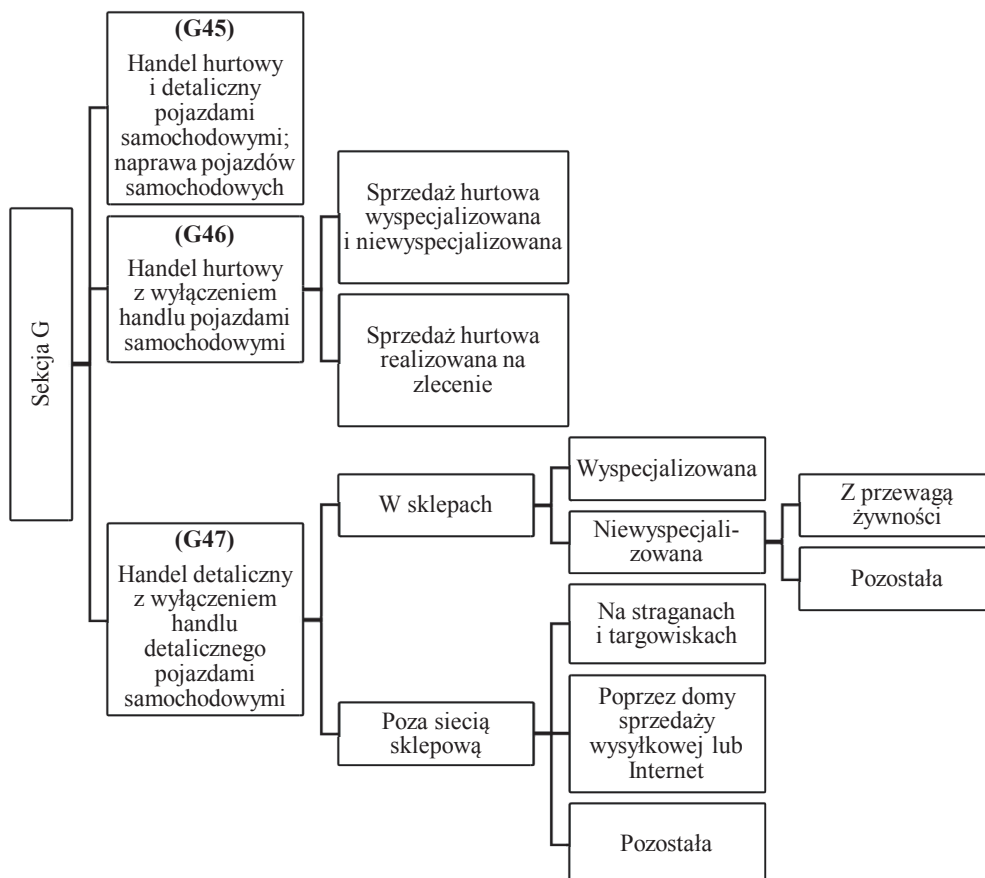 Sekcja G
(G45)
Handel hurtowy
i detaliczny
pojazdami
samochodowymi;
naprawa pojazdów
samochodowych
(G46)
Handel hurtowy
z wyłączeniem
handlu pojazdami
samochodowymi
Sprzedaż hurtowa
wyspecjalizowana
i niewyspecjalizowana
Sprzedaż hurtowa
realizowana na
zlecenie
(G47)
Handel detaliczny
z wyłączeniem
handlu
detalicznego
pojazdami
samochodowymi
W sklepach
Wyspecjalizowana
Niewyspecjali-
zowana
Z przewagą
żywności
Pozostała
Poza siecią
sklepową
Na straganach
i targowiskach
Poprzez domy
sprzedaży
wysyłkowej lub
Internet
Pozostała